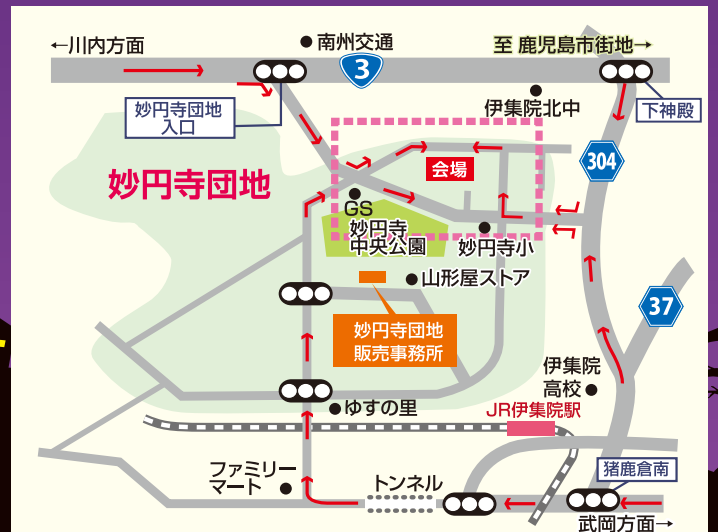 ←川内方面
南州交通
至 鹿児島市街地→
3
妙円寺団地
入口
伊集院北中
下神殿
304
会場
妙円寺団地
GS
妙円寺
中央公園
妙円寺小
山形屋ストア
37
妙円寺団地
販売事務所
伊集院
高校
JR伊集院駅
ゆすの里
ファミリー
マート
トンネル
猪鹿倉南
武岡方面→